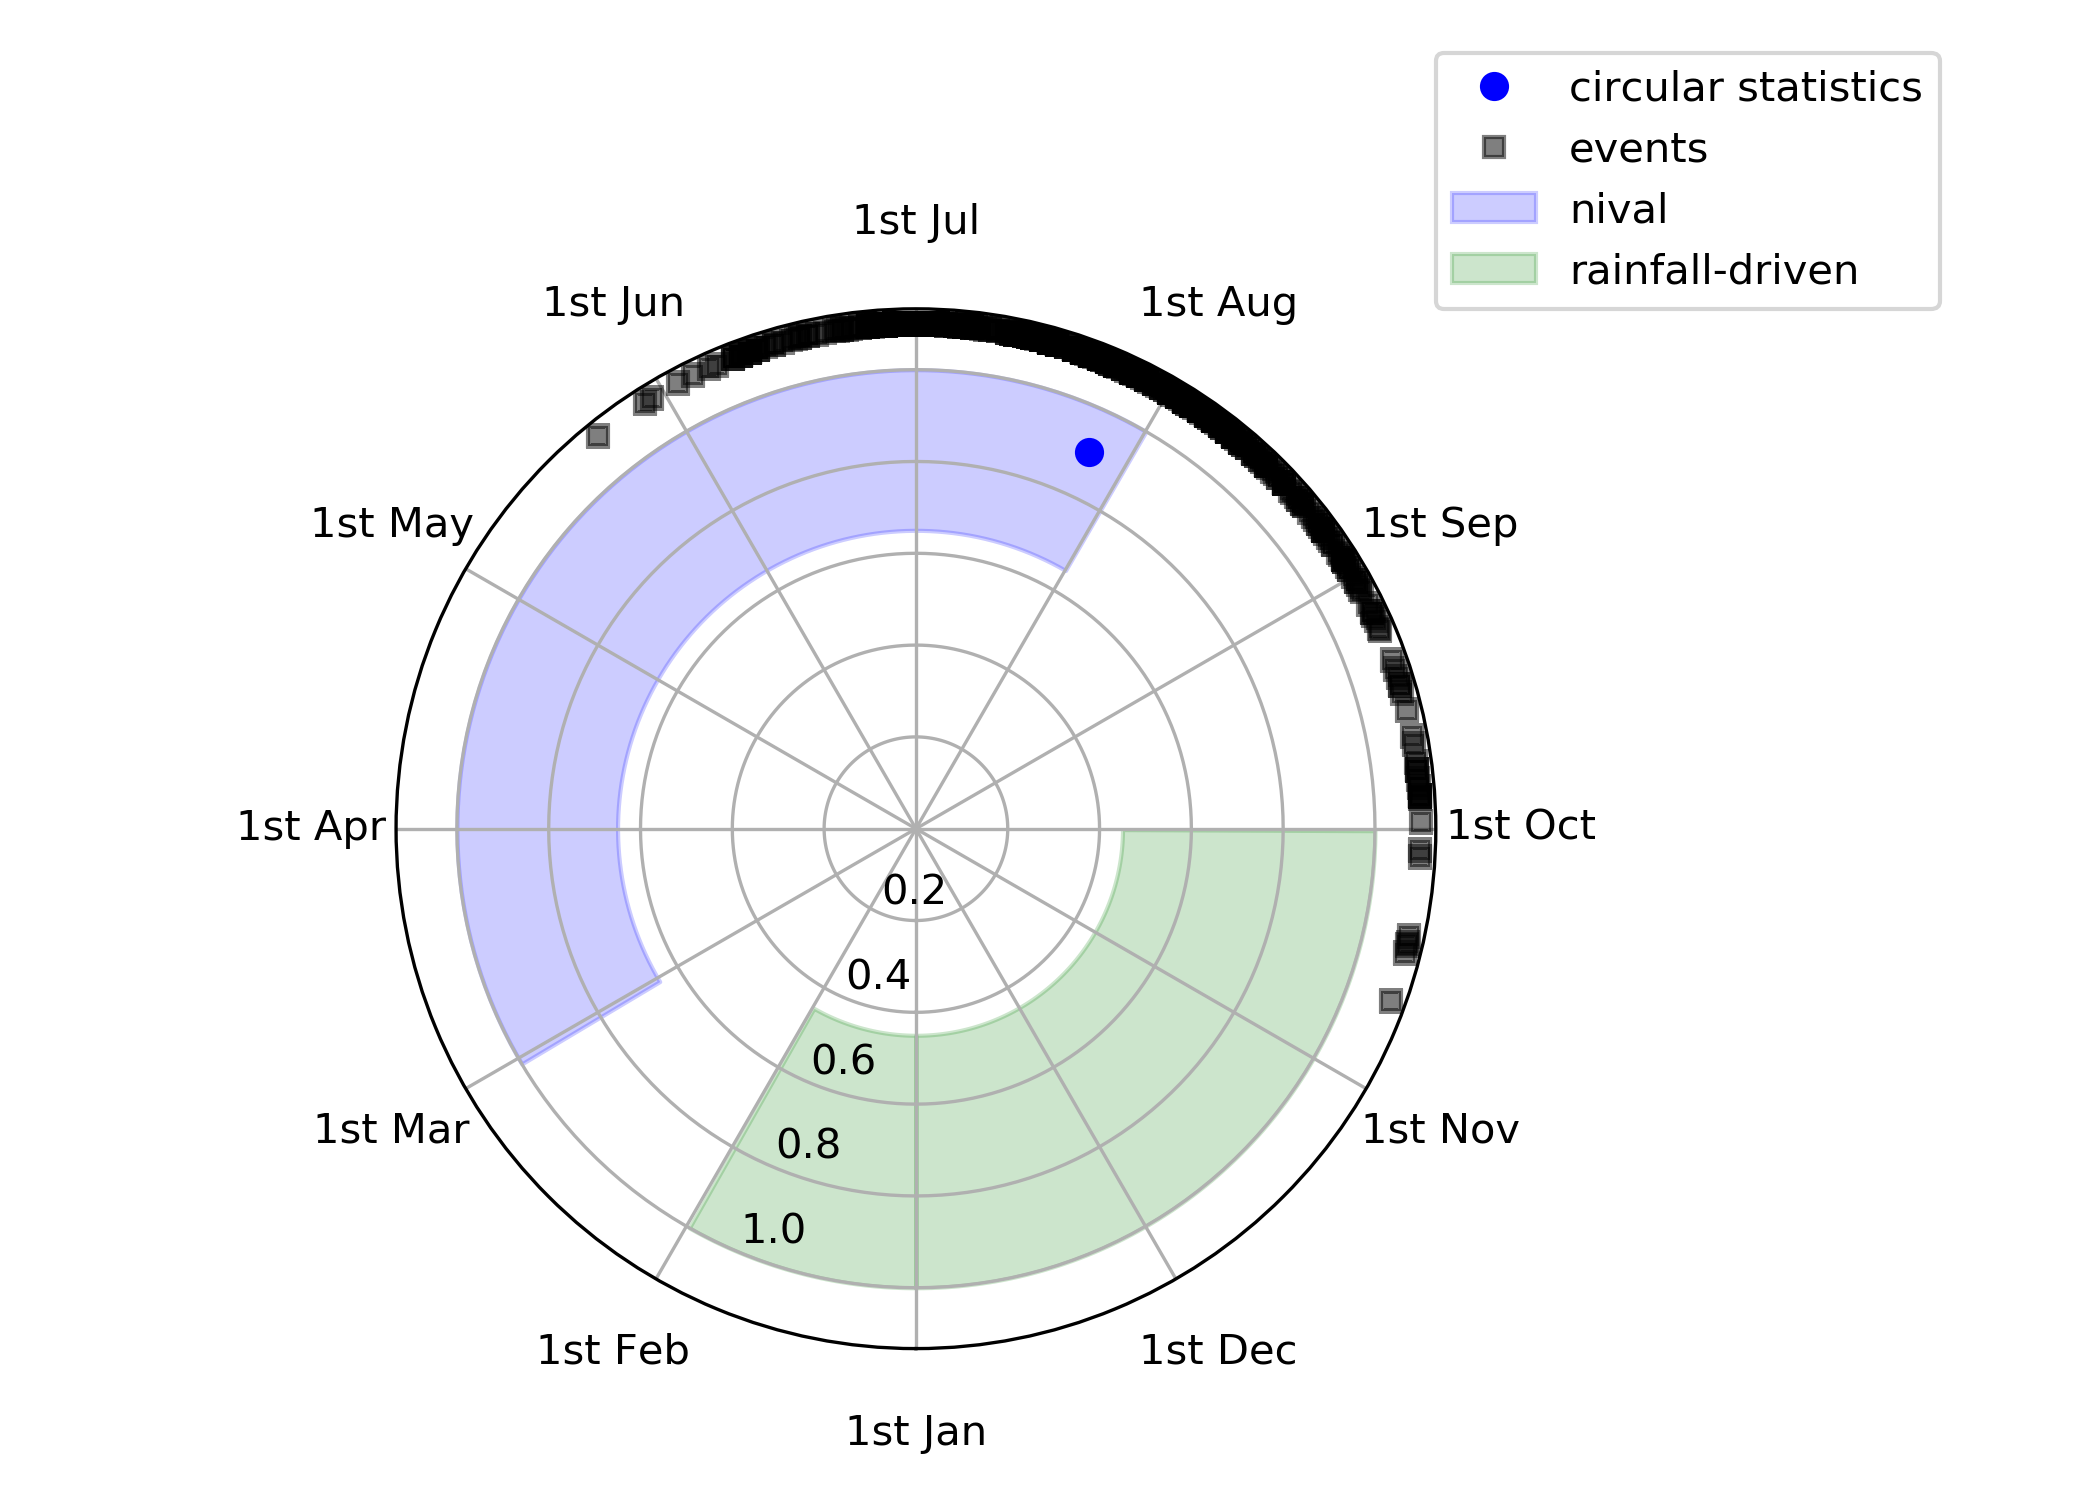 circular statistics
events
nival
rainfall-driven
1st Jul
1st Jun
1st Aug
1st May
1st Sep
1st Apr
1st Oct
0.2
0.4
0.6
1st Mar
1st Nov
0.8
1.0
1st Feb
1st Dec
1st Jan